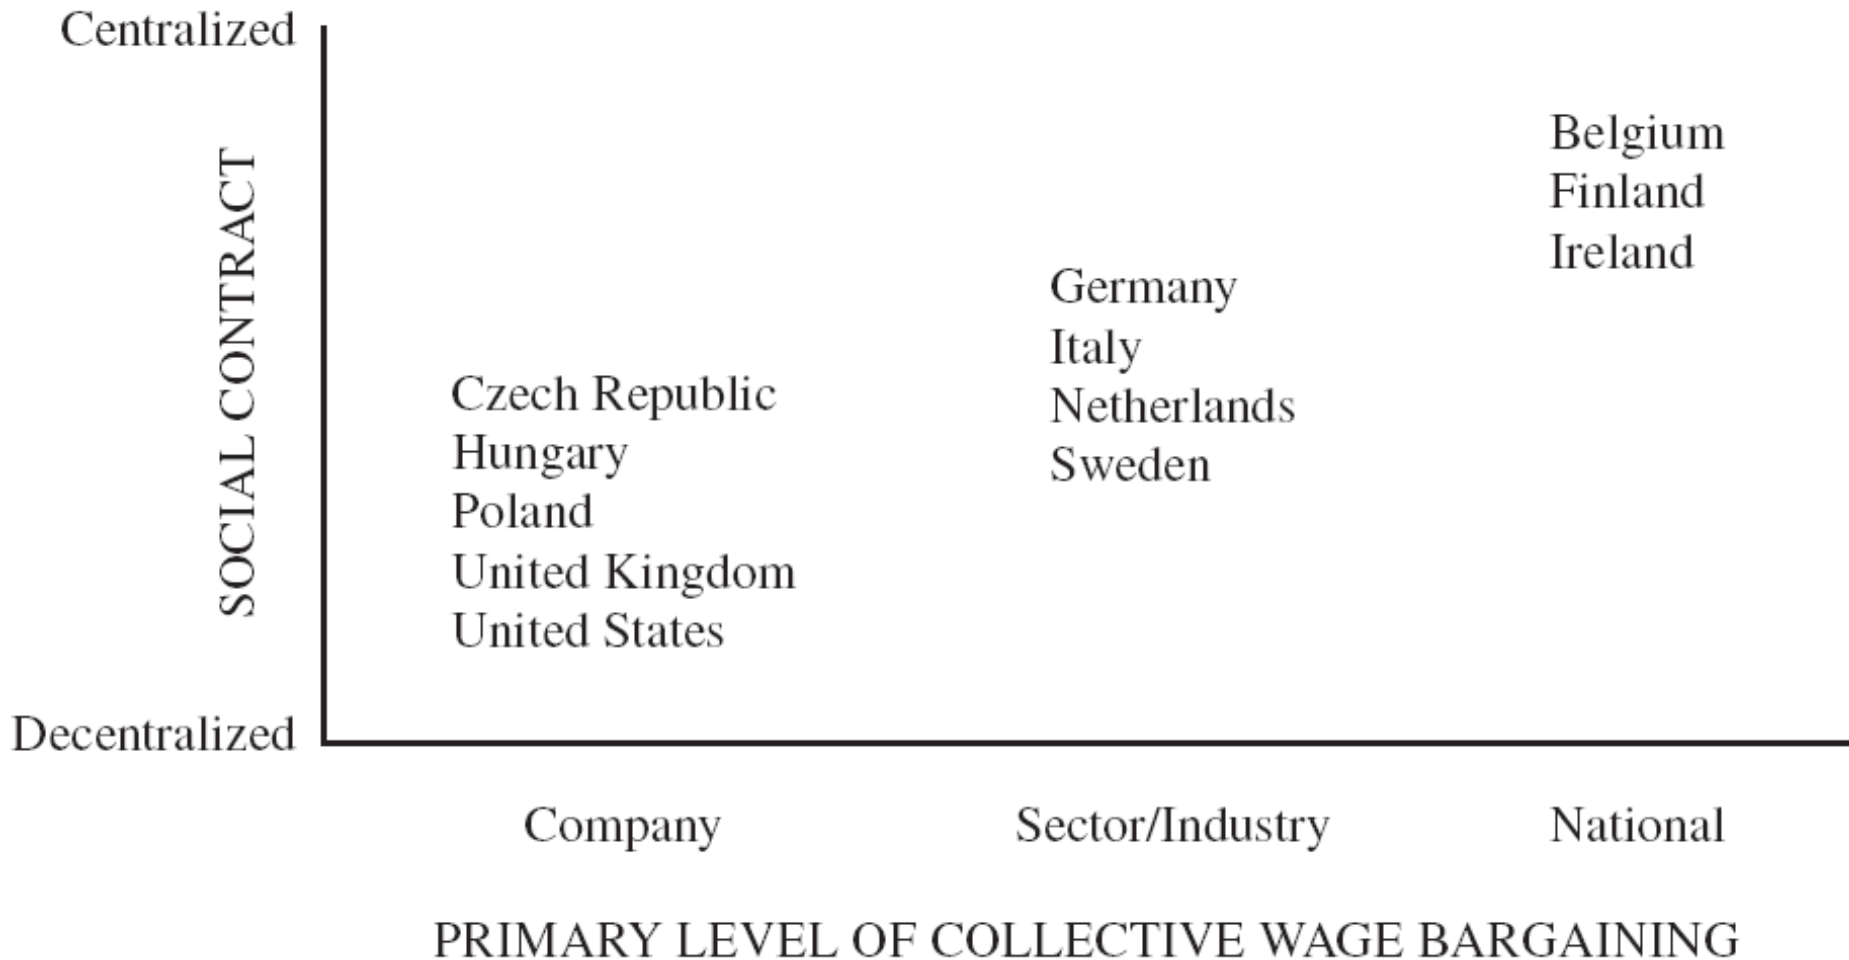 Centralized
SOCIAL CONTRACT
Decentralized
Belgium
Finland
Ireland
Germany
Italy
Netherlands
Sweden
Czech Republic
Hungary
Poland
United Kingdom
United States
Company
Sector/Industry
National
PRIMARY LEVEL OF COLLECTIVE WAGE BARGAINING